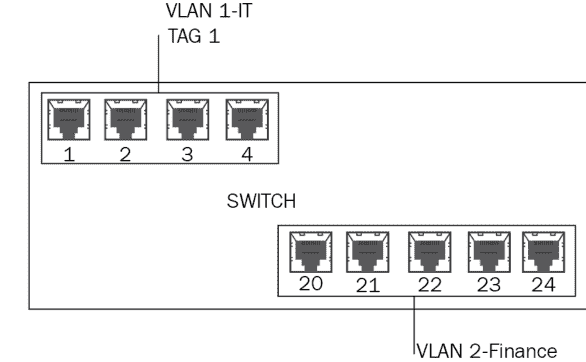 VLAN 1-IT
TAG 1
1 2 3 4
SWITCH
20 21 22 23 24
VLAN 2-Finance